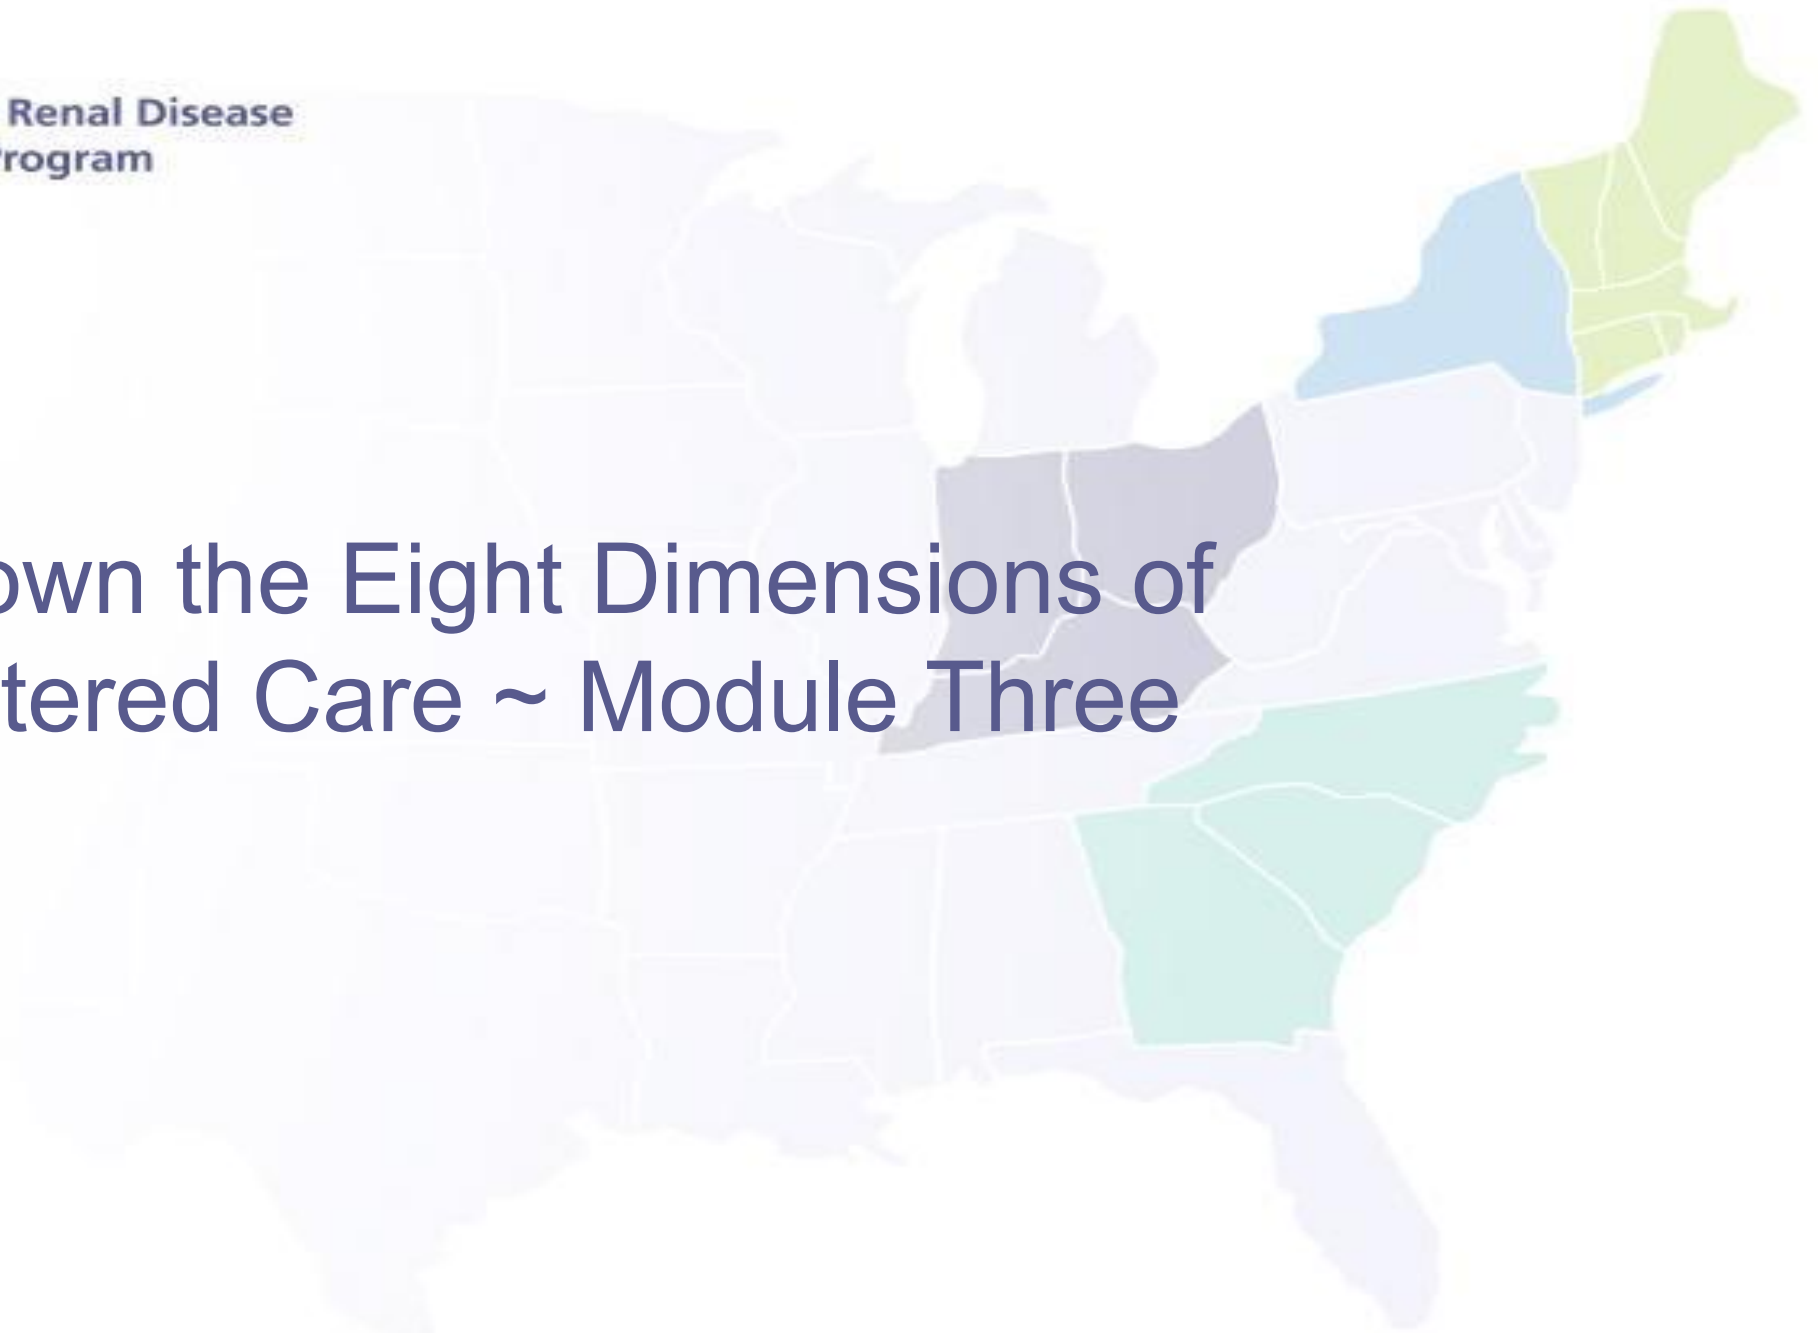 Renal Disease
rogram
own the Eight Dimensions of
tered Care ~ Module Three